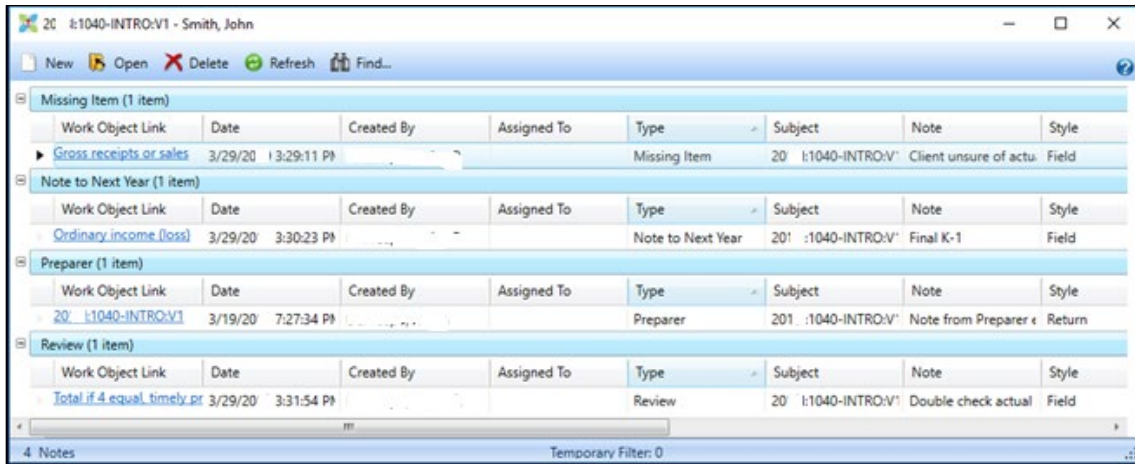 20 :1040-INTRO:V1 - Smith, John
New Open Delete Refresh Find...
Missing Item (1 item)
Work Object Link Date Created By Assigned To Type Subject Note Style
Gross receipts or sales 3/29/20 3:29:11 PM Missing Item 20 :1040-INTRO:V Client unsure of actu Field
Note to Next Year (1 item)
Work Object Link Date Created By Assigned To Type Subject Note Style
Ordinary income (loss) 3/29/20 3:30:23 PM Note to Next Year 201 :1040-INTRO:V Final K-1 Field
Preparer (1 item)
Work Object Link Date Created By Assigned To Type Subject Note Style
20 :1040-INTRO:V1 3/19/20 7:27:34 PM Preparer 201 :1040-INTRO:V Note from Preparer Return
Review (1 item)
Work Object Link Date Created By Assigned To Type Subject Note Style
Total if 4 equal, timely pr 3/29/20 3:31:54 PM Review 20 :1040-INTRO:V Double check actual Field
4 Notes Temporary Filter: 0